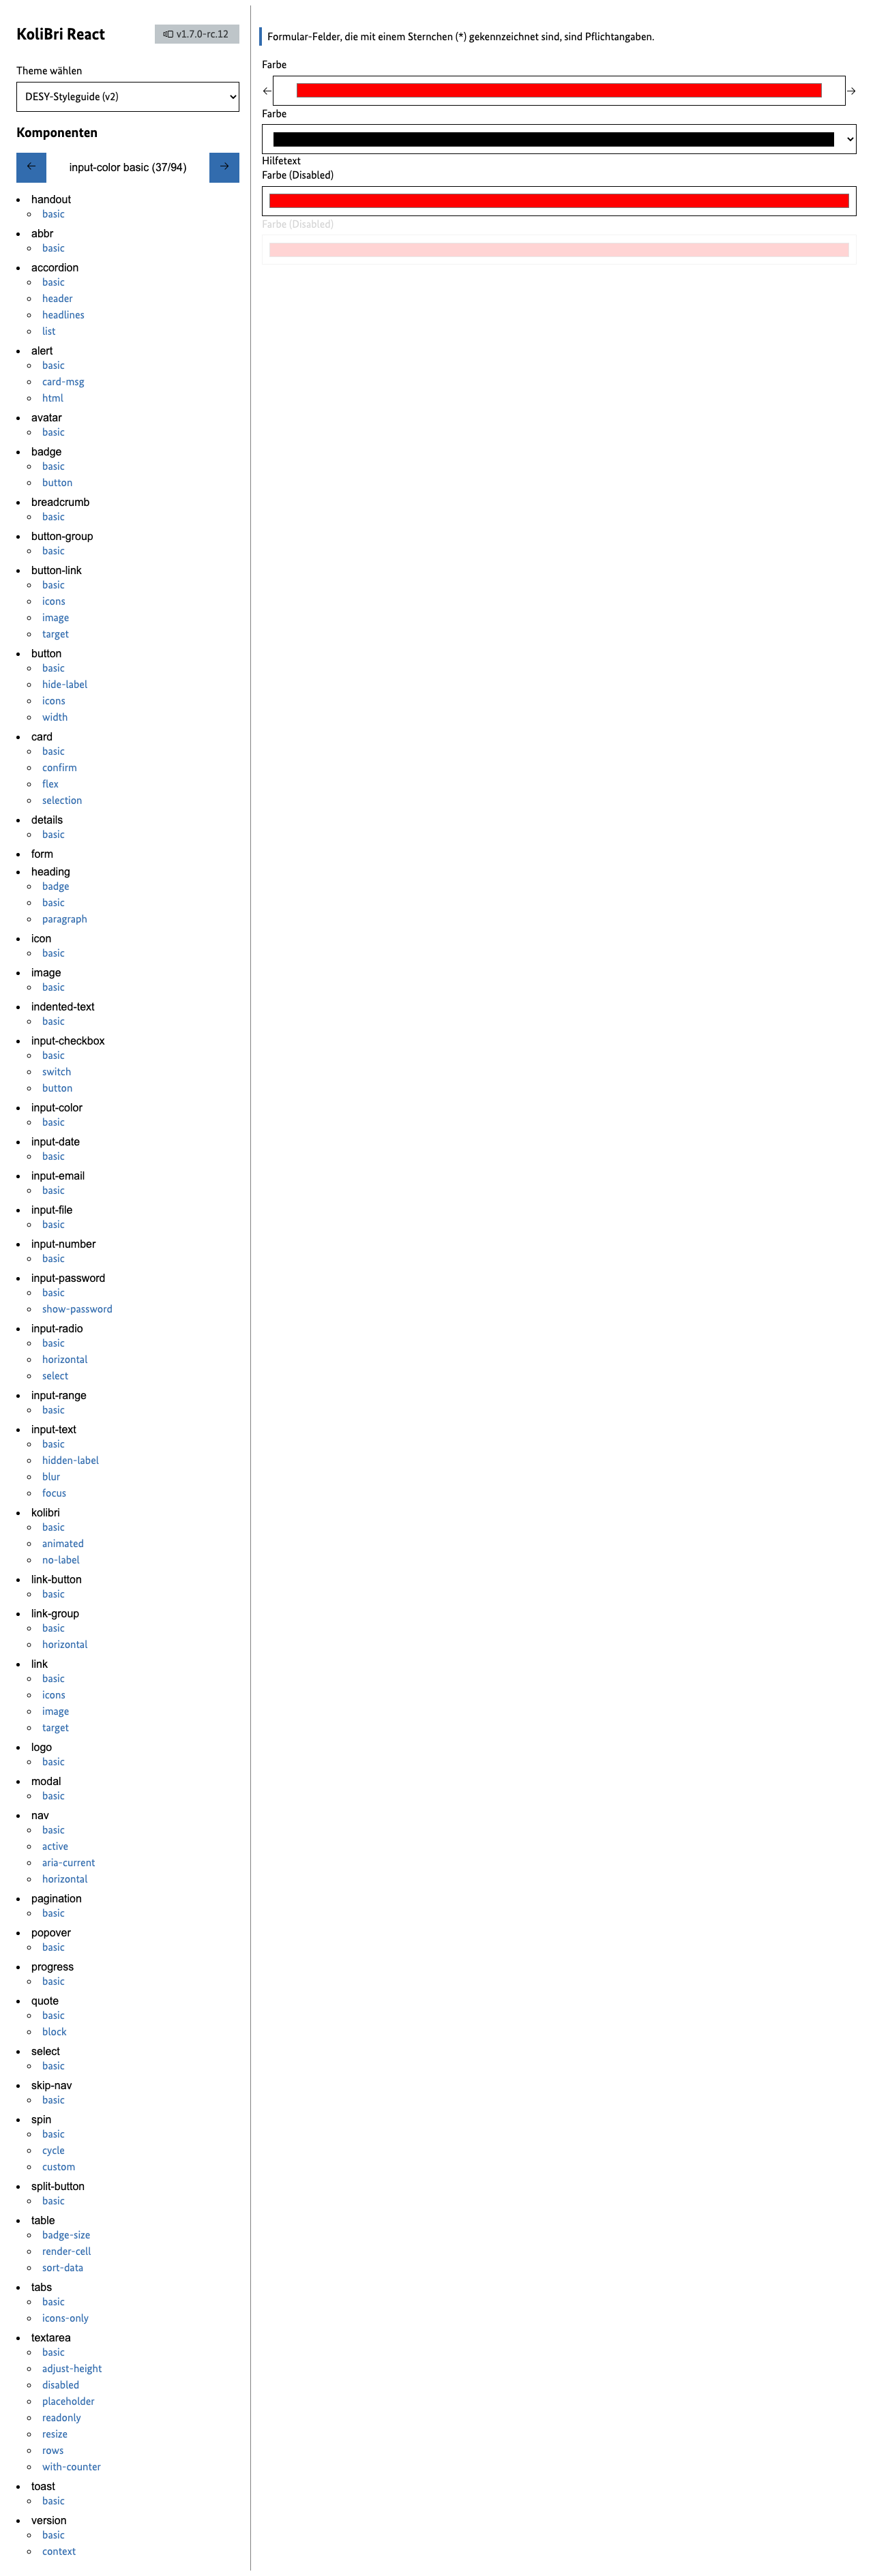 KoliBri React
v1.7.0-rc.12
Theme wählen
DESY-Styleguide (v2)
Komponenten
← input-color basic (37/94) →
handout
basic
abbr
basic
accordion
basic
header
headlines
list
alert
basic
card-msg
html
avatar
basic
badge
basic
button
breadcrumb
basic
button-group
basic
button-link
basic
icons
image
target
button
basic
hide-label
icons
width
card
basic
confirm
flex
selection
details
basic
form
heading
badge
basic
paragraph
icon
basic
image
basic
indented-text
basic
input-checkbox
basic
switch
button
input-color
basic
input-date
basic
input-email
basic
input-file
basic
input-number
basic
input-password
basic
show-password
input-radio
basic
horizontal
select
input-range
basic
input-text
basic
hidden-label
blur
focus
kolibri
basic
animated
no-label
link-button
basic
link-group
basic
horizontal
link
basic
icons
image
target
logo
basic
modal
basic
nav
basic
active
aria-current
horizontal
pagination
basic
popover
basic
progress
basic
quote
basic
block
select
basic
skip-nav
basic
spin
basic
cycle
custom
split-button
basic
table
badge-size
render-cell
sort-data
tabs
basic
icons-only
textarea
basic
adjust-height
disabled
placeholder
readonly
resize
rows
with-counter
toast
basic
version
basic
context
Formular-Felder, die mit einem Sternchen (*) gekennzeichnet sind, sind Pflichtangaben.
Farbe
Farbe
Hilfetext
Farbe (Disabled)
Farbe (Disabled)